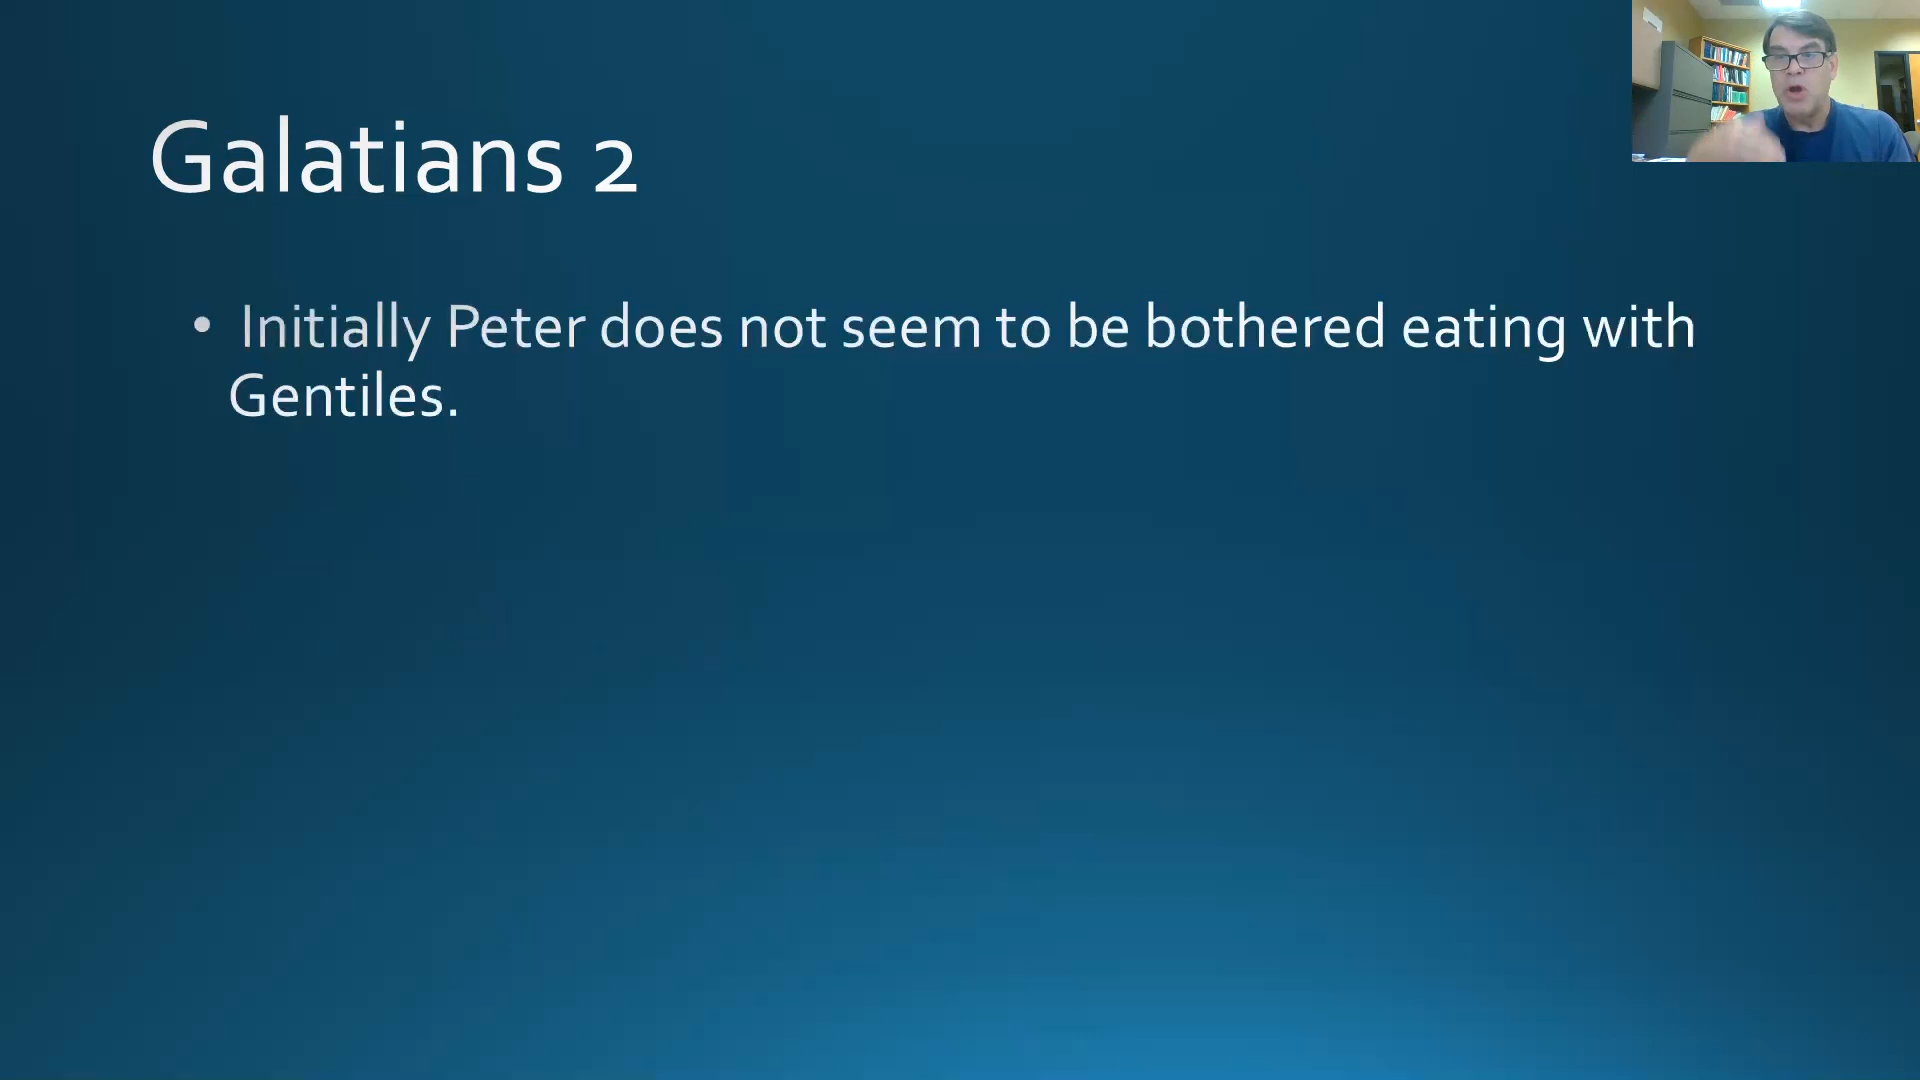 Galatians 2
• Initially Peter does not seem to be bothered eating with
Gentiles.